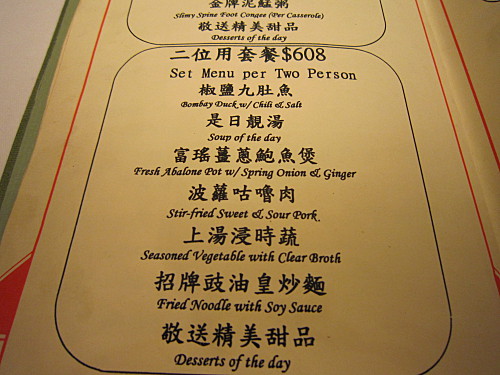 金牌泥鯭粥
Slimy Spine Foot Congee (Per Casserole)
敬送精美甜品
Desserts of the day
二位用套餐$608
Set Menu per Two Person
椒鹽九肚魚
Bombay Duck w/ Chili & Salt
是日靚湯
Soup of the day
富瑤薑蔥鮑魚煲
Fresh Abalone Pot w/ Spring Onion & Ginger
波蘿咕嚕肉
Stir-fried Sweet & Sour Pork
上湯浸時蔬
Seasoned Vegetable with Clear Broth
招牌豉油皇炒麵
Fried Noodle with Soy Sauce
敬送精美甜品
Desserts of the day